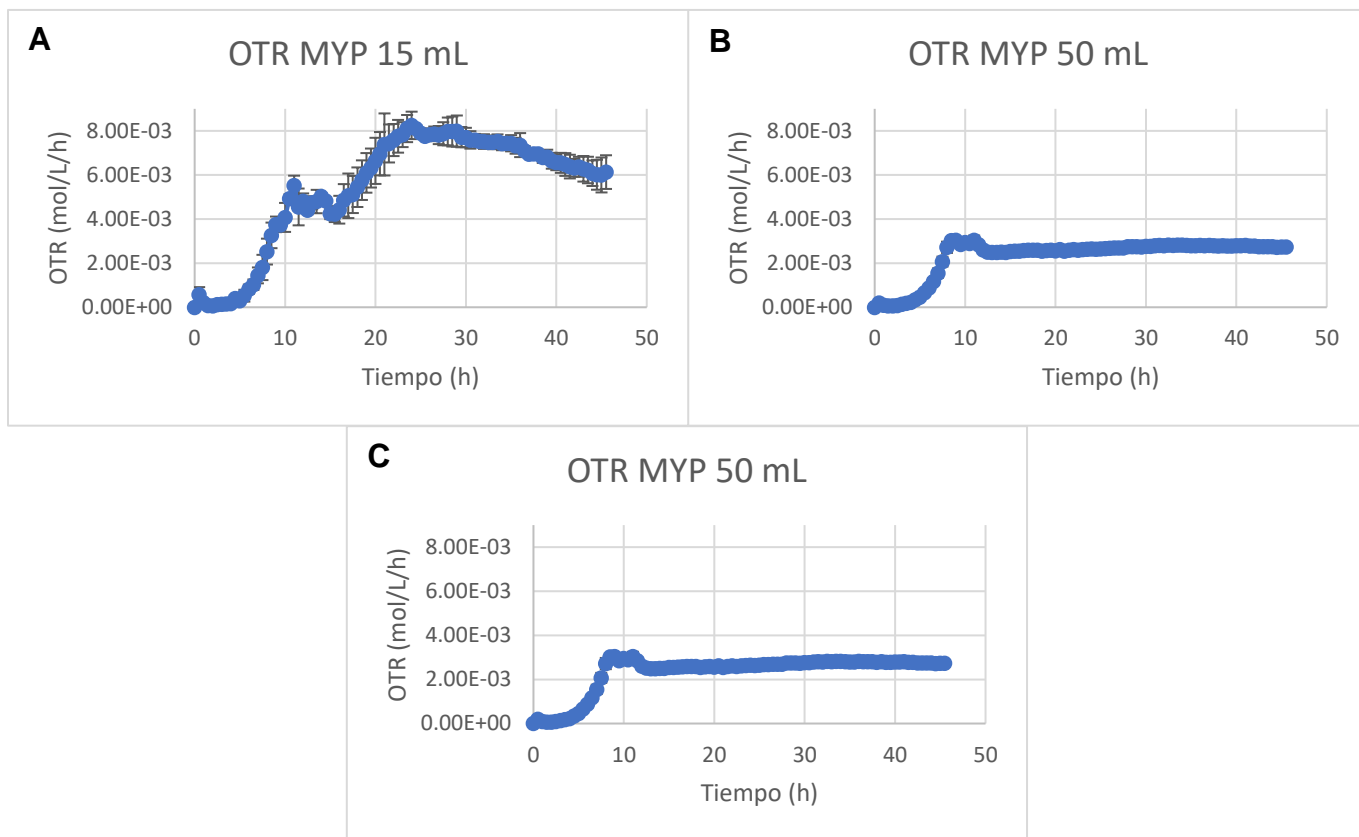 A
OTR MYP 15 mL
OTR (mol/L/h)
8.00E-03
6.00E-03
4.00E-03
2.00E-03
0.00E+00
0 10 20 30 40 50
Tiempo (h)
B
OTR MYP 50 mL
OTR (mol/L/h)
8.00E-03
6.00E-03
4.00E-03
2.00E-03
0.00E+00
0 10 20 30 40 50
Tiempo (h)
C
OTR MYP 50 mL
OTR (mol/L/h)
8.00E-03
6.00E-03
4.00E-03
2.00E-03
0.00E+00
0 10 20 30 40 50
Tiempo (h)